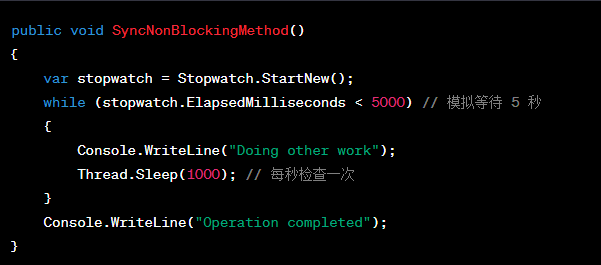 public void SyncNonBlockingMethod()
{
    var stopwatch = Stopwatch.StartNew();
    while (stopwatch.ElapsedMilliseconds < 5000) // 模拟等待 5 秒
    {
        Console.WriteLine("Doing other work");
        Thread.Sleep(1000); // 每秒检查一次
    }
    Console.WriteLine("Operation completed");
}